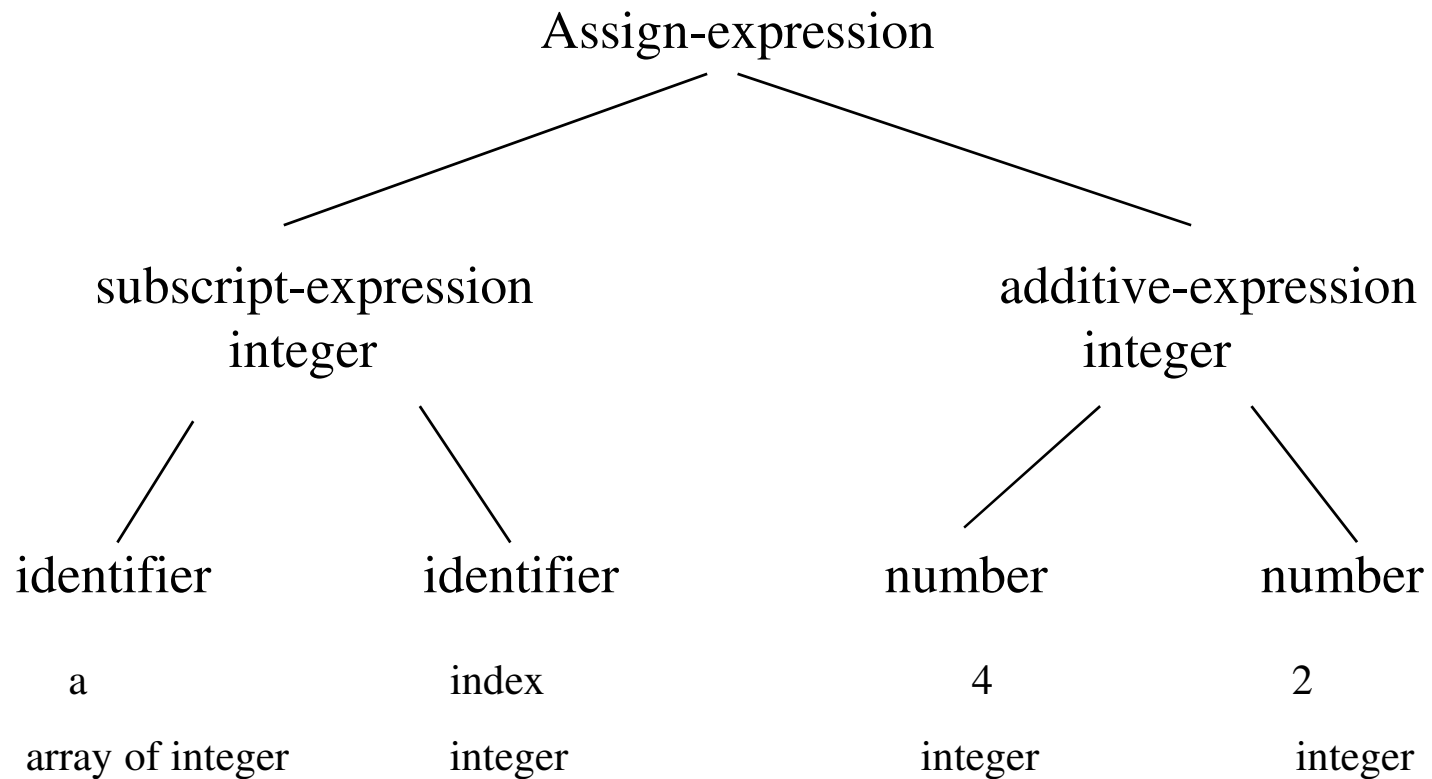 Assign-expression
subscript-expression additive-expression
integer integer
identifier identifier number number
a index 4 2
array of integer integer integer integer